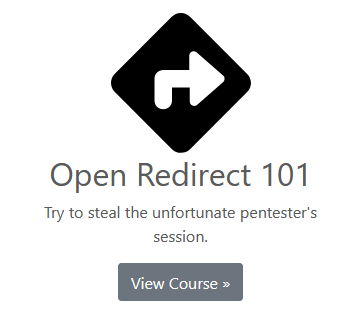 Open Redirect 101
Try to steal the unfortunate pentester's
session.
View Course »